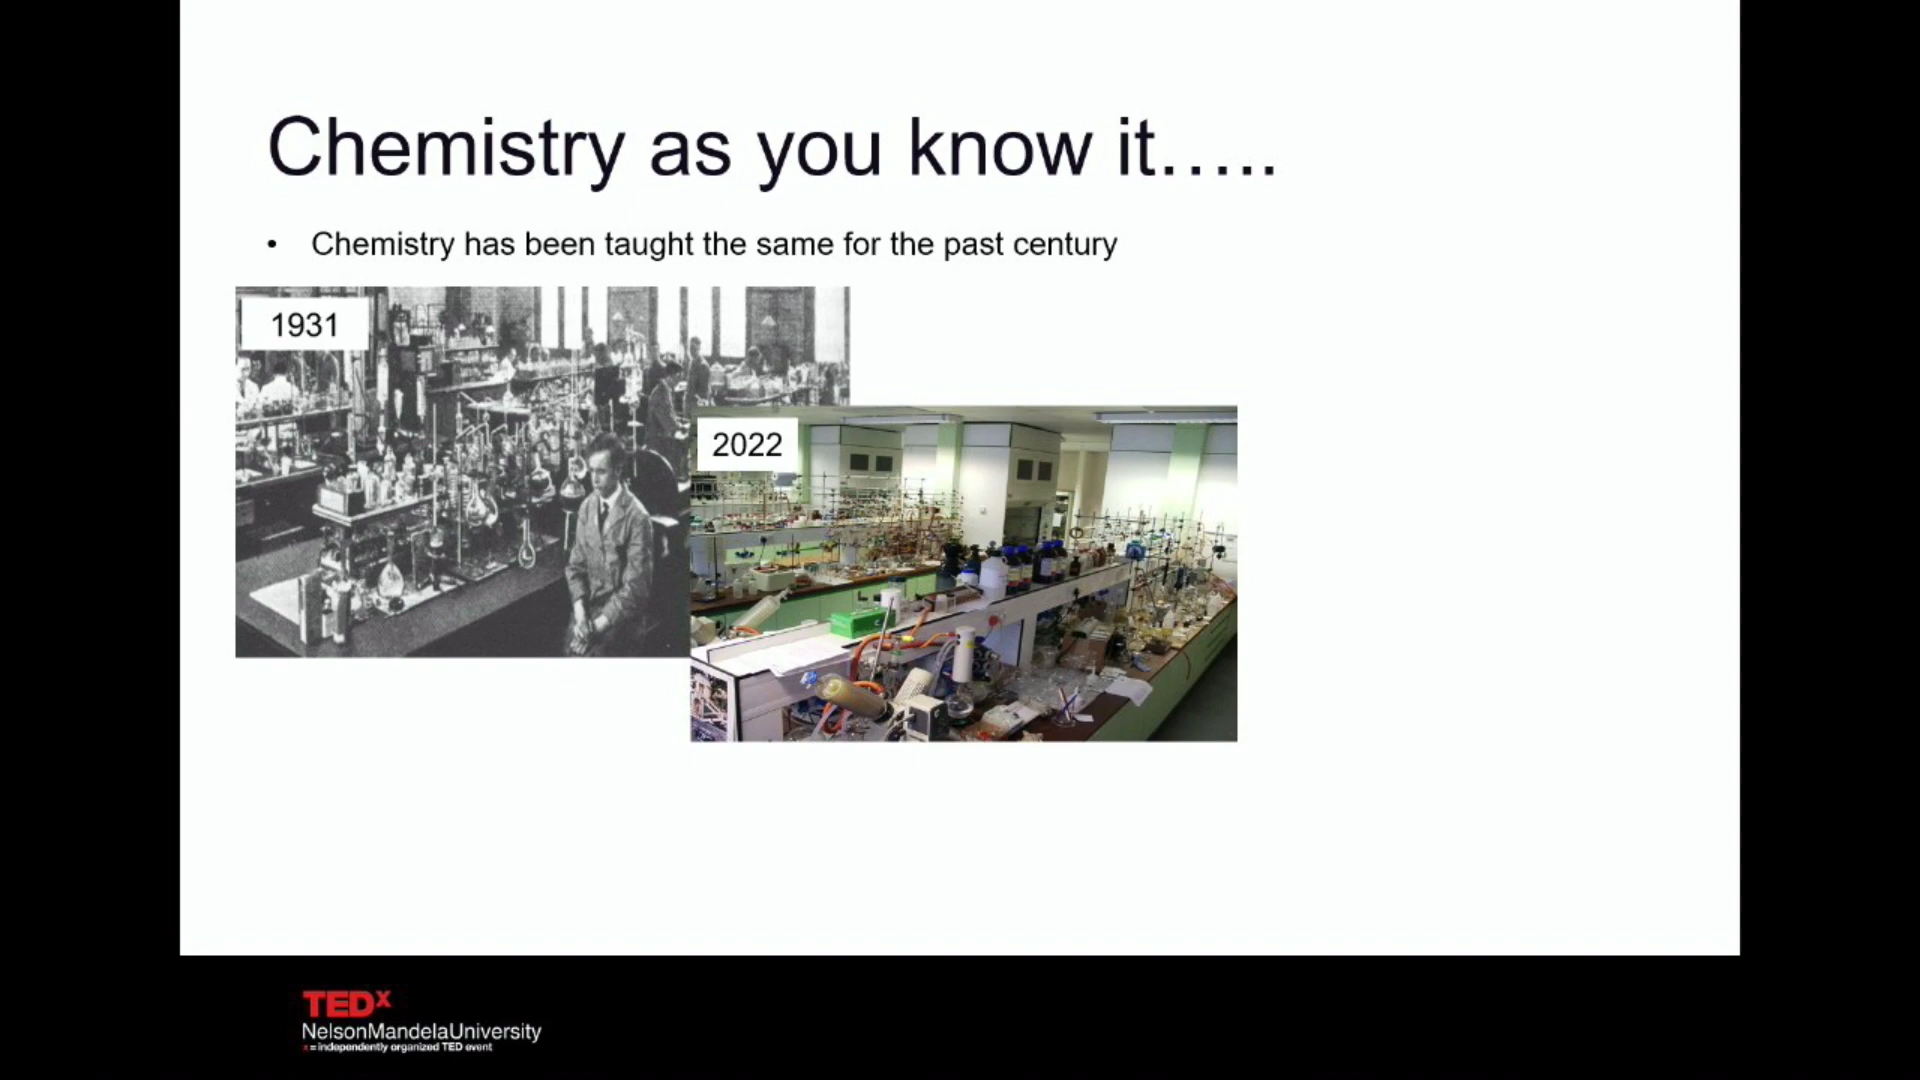 Chemistry as you know it…..
• Chemistry has been taught the same for the past century
1931
2022
TEDx
NelsonMandelaUniversity
x = independently organized TED event